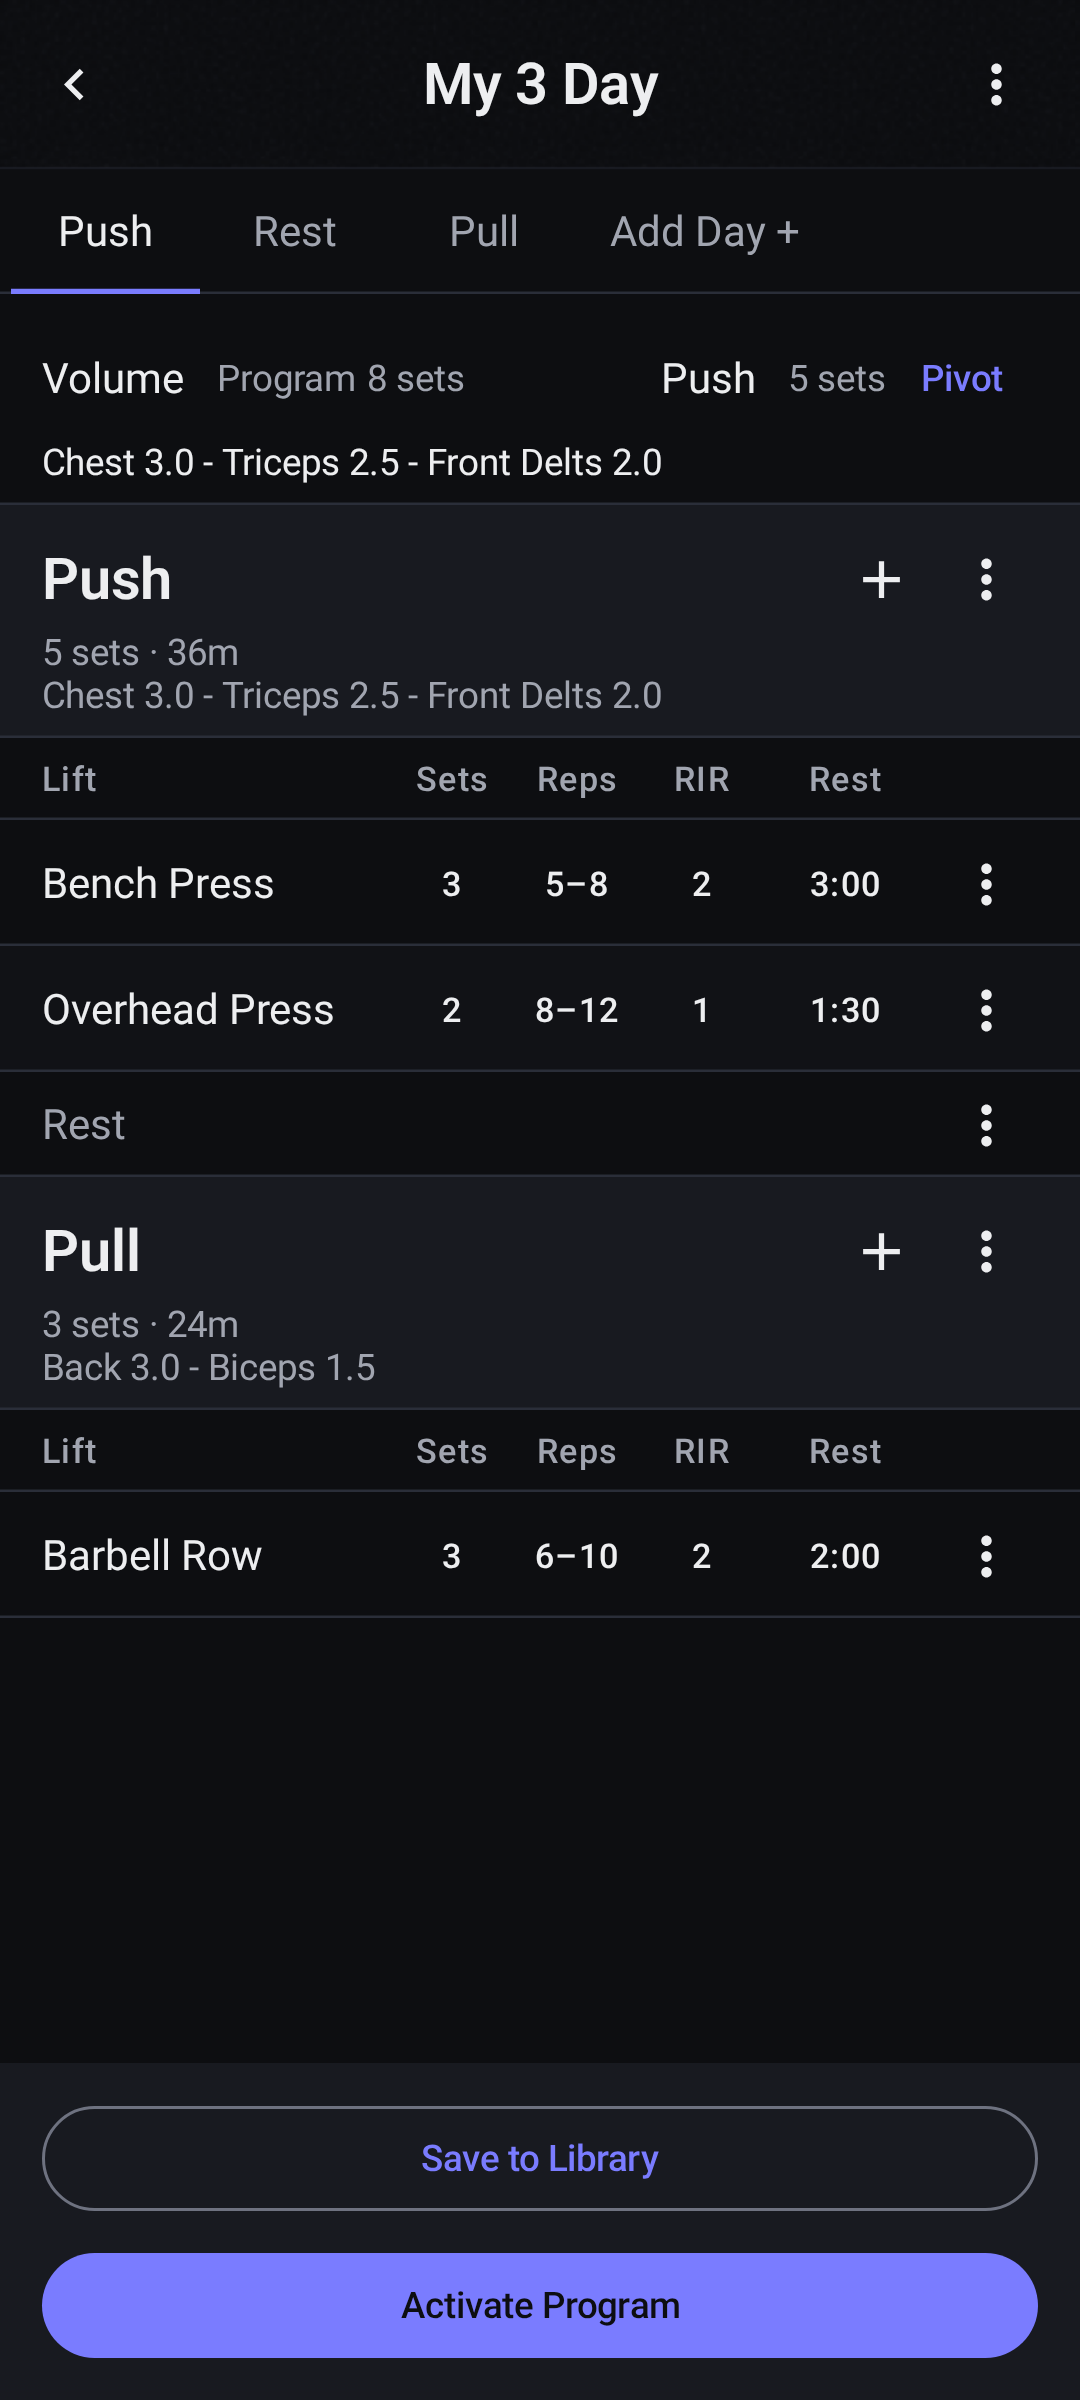 My 3 Day
Push Rest Pull Add Day +
Volume Program 8 sets Push 5 sets Pivot
Chest 3.0 - Triceps 2.5 - Front Delts 2.0
Push +
5 sets · 36m
Chest 3.0 - Triceps 2.5 - Front Delts 2.0
Lift Sets Reps RIR Rest
Bench Press 3 5–8 2 3:00
Overhead Press 2 8–12 1 1:30
Rest
Pull +
3 sets · 24m
Back 3.0 - Biceps 1.5
Lift Sets Reps RIR Rest
Barbell Row 3 6–10 2 2:00
Save to Library
Activate Program